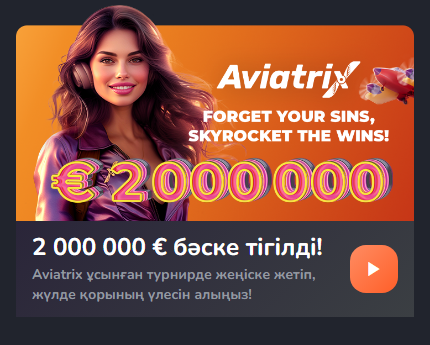 Aviatrix
FORGET YOUR SINS,
SKYROCKET THE WINS!
€ 2 000 000
2 000 000 € бәске тігілді!
Aviatrix ұсынған турнирде жеңіске жетіп,
жүлде қорының үлесін алыңыз!